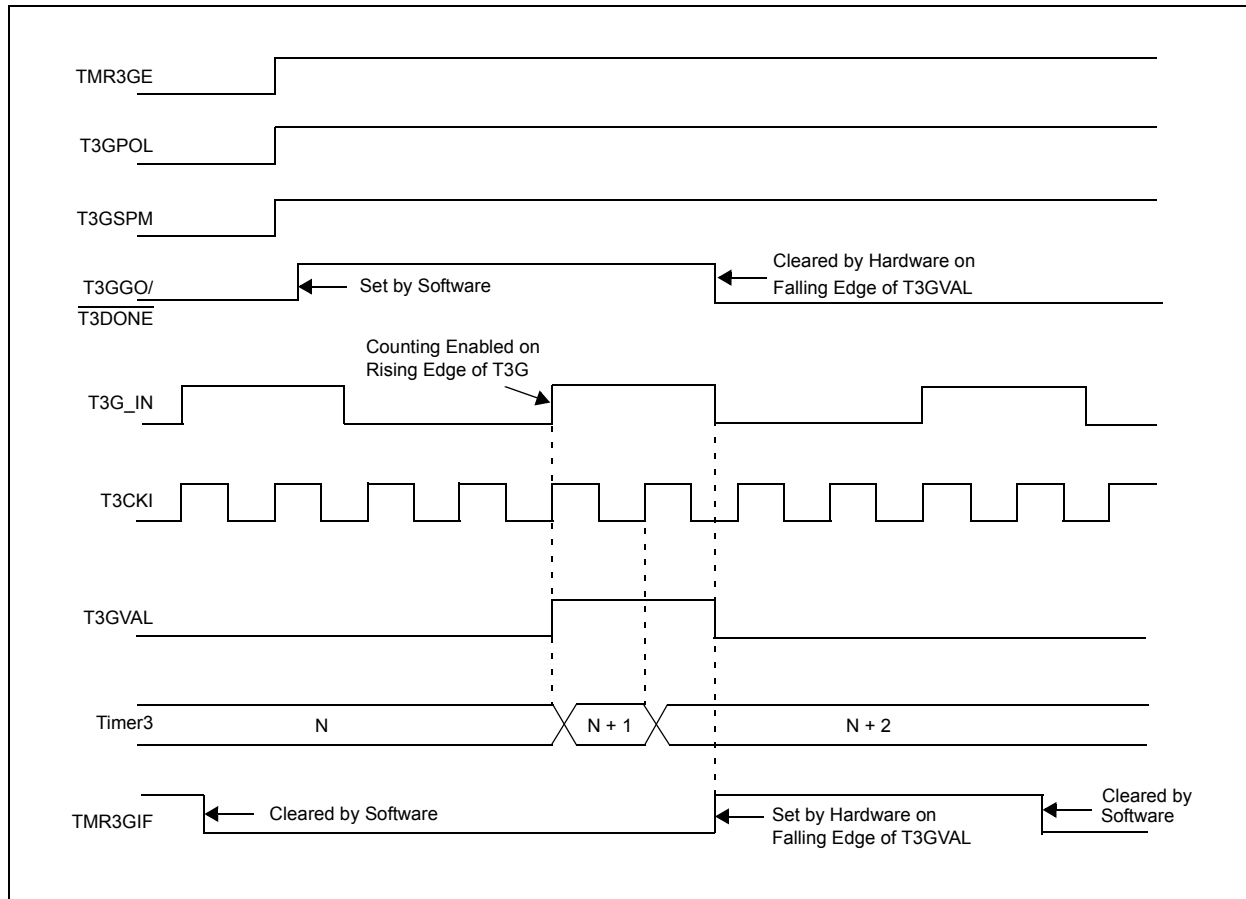 TMR3GE
T3GPOL
T3GSPM
T3GGO/
T3DONE
Set by Software
Cleared by Hardware on
Falling Edge of T3GVAL
Counting Enabled on
Rising Edge of T3G
T3G_IN
T3CKI
T3GVAL
Timer3
N
N + 1
N + 2
TMR3GIF
Cleared by Software
Set by Hardware on
Falling Edge of T3GVAL
Cleared by
Software